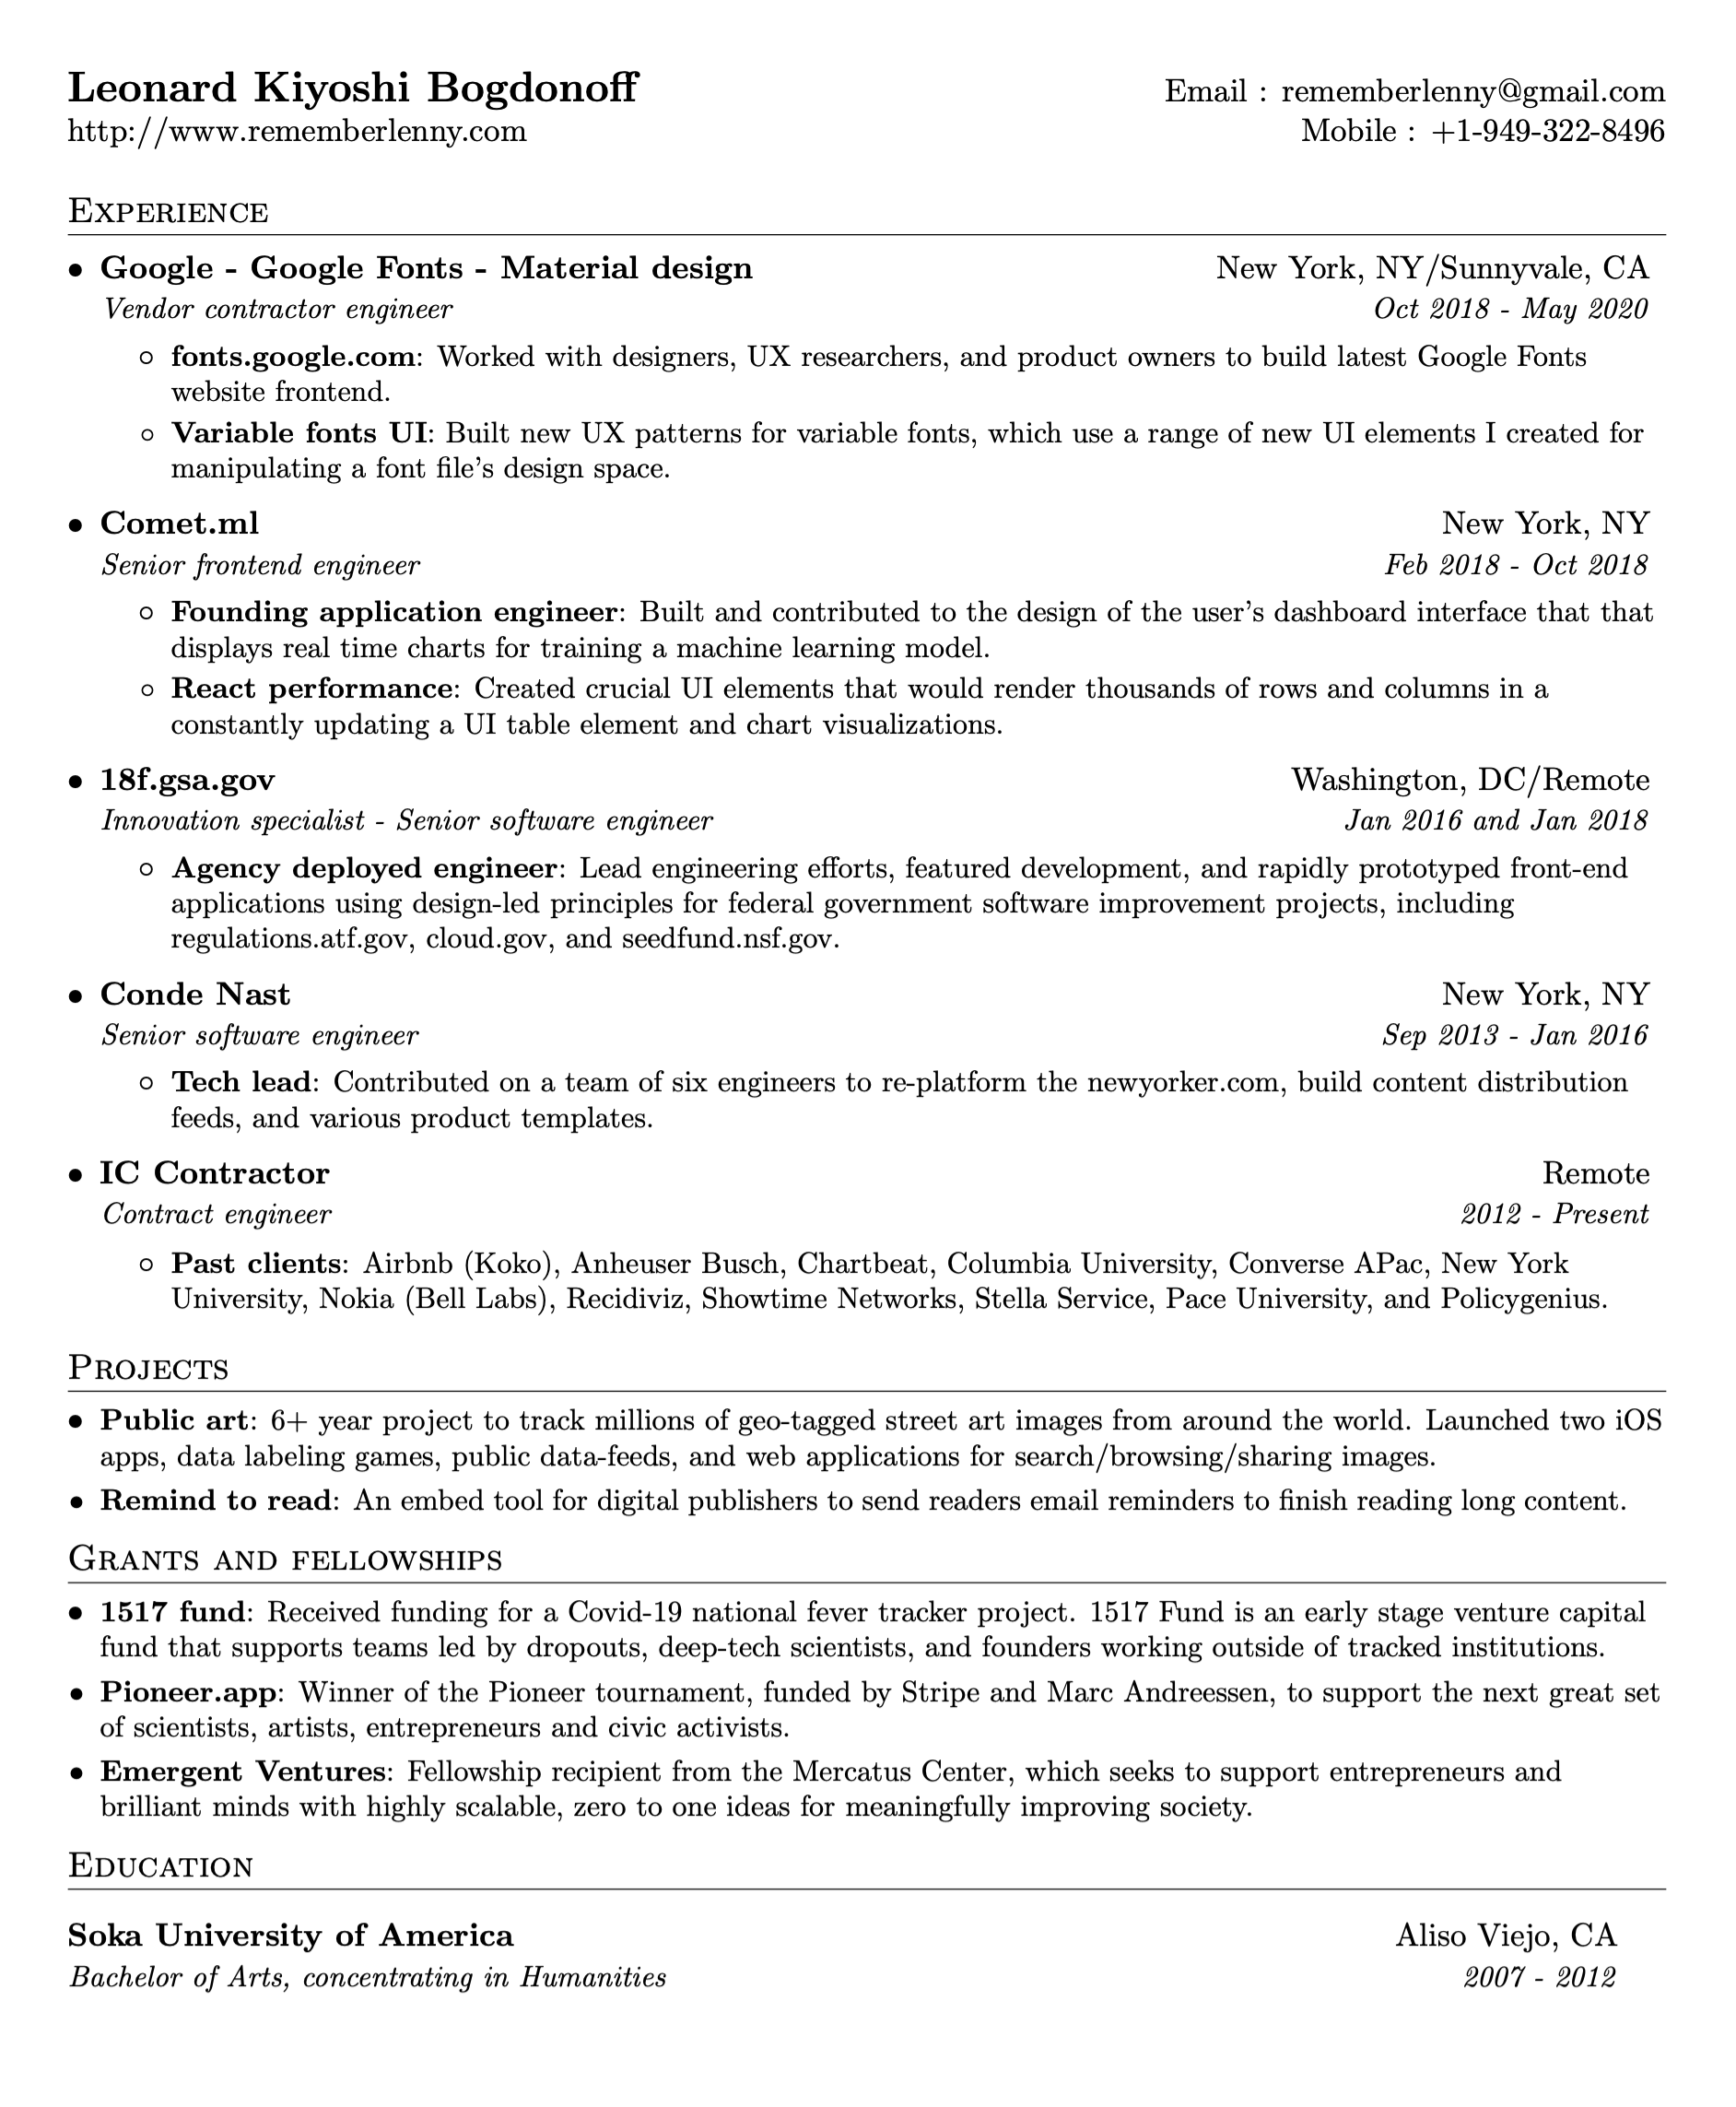 Leonard Kiyoshi Bogdonoff
Email : rememberlenny@gmail.com
http://www.rememberlenny.com
Mobile : +1-949-322-8496
Experience
• Google - Google Fonts - Material design
New York, NY/Sunnyvale, CA
Vendor contractor engineer
Oct 2018 - May 2020
◦ fonts.google.com: Worked with designers, UX researchers, and product owners to build latest Google Fonts
website frontend.
◦ Variable fonts UI: Built new UX patterns for variable fonts, which use a range of new UI elements I created for
manipulating a font file's design space.
• Comet.ml
New York, NY
Senior frontend engineer
Feb 2018 - Oct 2018
◦ Founding application engineer: Built and contributed to the design of the user's dashboard interface that that
displays real time charts for training a machine learning model.
◦ React performance: Created crucial UI elements that would render thousands of rows and columns in a
constantly updating a UI table element and chart visualizations.
• 18f.gsa.gov
Washington, DC/Remote
Innovation specialist - Senior software engineer
Jan 2016 and Jan 2018
◦ Agency deployed engineer: Lead engineering efforts, featured development, and rapidly prototyped front-end
applications using design-led principles for federal government software improvement projects, including
regulations.atf.gov, cloud.gov, and seedfund.nsf.gov.
• Conde Nast
New York, NY
Senior software engineer
Sep 2013 - Jan 2016
◦ Tech lead: Contributed on a team of six engineers to re-platform the newyorker.com, build content distribution
feeds, and various product templates.
• IC Contractor
Remote
Contract engineer
2012 - Present
◦ Past clients: Airbnb (Koko), Anheuser Busch, Chartbeat, Columbia University, Converse APac, New York
University, Nokia (Bell Labs), Recidiviz, Showtime Networks, Stella Service, Pace University, and Policygenius.
Projects
• Public art: 6+ year project to track millions of geo-tagged street art images from around the world. Launched two iOS
apps, data labeling games, public data-feeds, and web applications for search/browsing/sharing images.
• Remind to read: An embed tool for digital publishers to send readers email reminders to finish reading long content.
Grants and fellowships
• 1517 fund: Received funding for a Covid-19 national fever tracker project. 1517 Fund is an early stage venture capital
fund that supports teams led by dropouts, deep-tech scientists, and founders working outside of tracked institutions.
• Pioneer.app: Winner of the Pioneer tournament, funded by Stripe and Marc Andreessen, to support the next great set
of scientists, artists, entrepreneurs and civic activists.
• Emergent Ventures: Fellowship recipient from the Mercatus Center, which seeks to support entrepreneurs and
brilliant minds with highly scalable, zero to one ideas for meaningfully improving society.
Education
Soka University of America
Aliso Viejo, CA
Bachelor of Arts, concentrating in Humanities
2007 - 2012